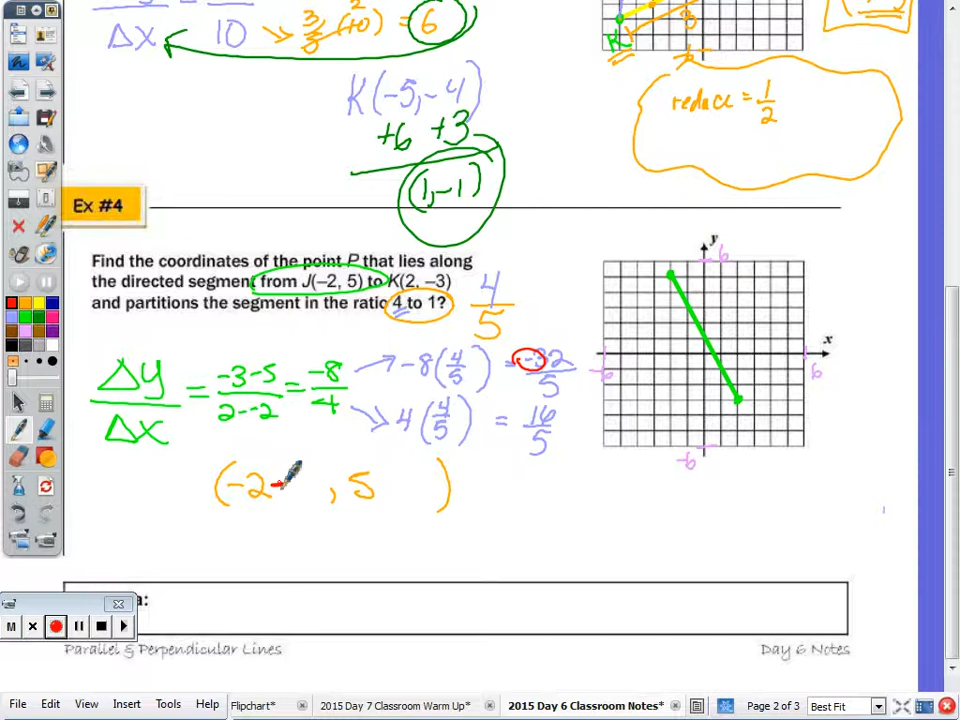 Δx
10
3/5 (10) 2 = 6
K(-5, -4)
+6 +3
(1, -1)
K
reduce = 1/2
Ex #4
Find the coordinates of the point P that lies along
the directed segment from J(-2, 5) to K(2, -3)
and partitions the segment in the ratio 4 to 1?
4/5
y
6
x
-6
6
-6
Δy/Δx = -3-5/2--2 = -8/4
-8(4/5) = -32/5
4(4/5) = 16/5
(-2 , 5 )
a:
M
Parallel & Perpendicular Lines
Day 6 Notes
File Edit View Insert Tools Help Flipchart* 2015 Day 7 Classroom Warm Up* 2015 Day 6 Classroom Notes* Page 2 of 3 Best Fit